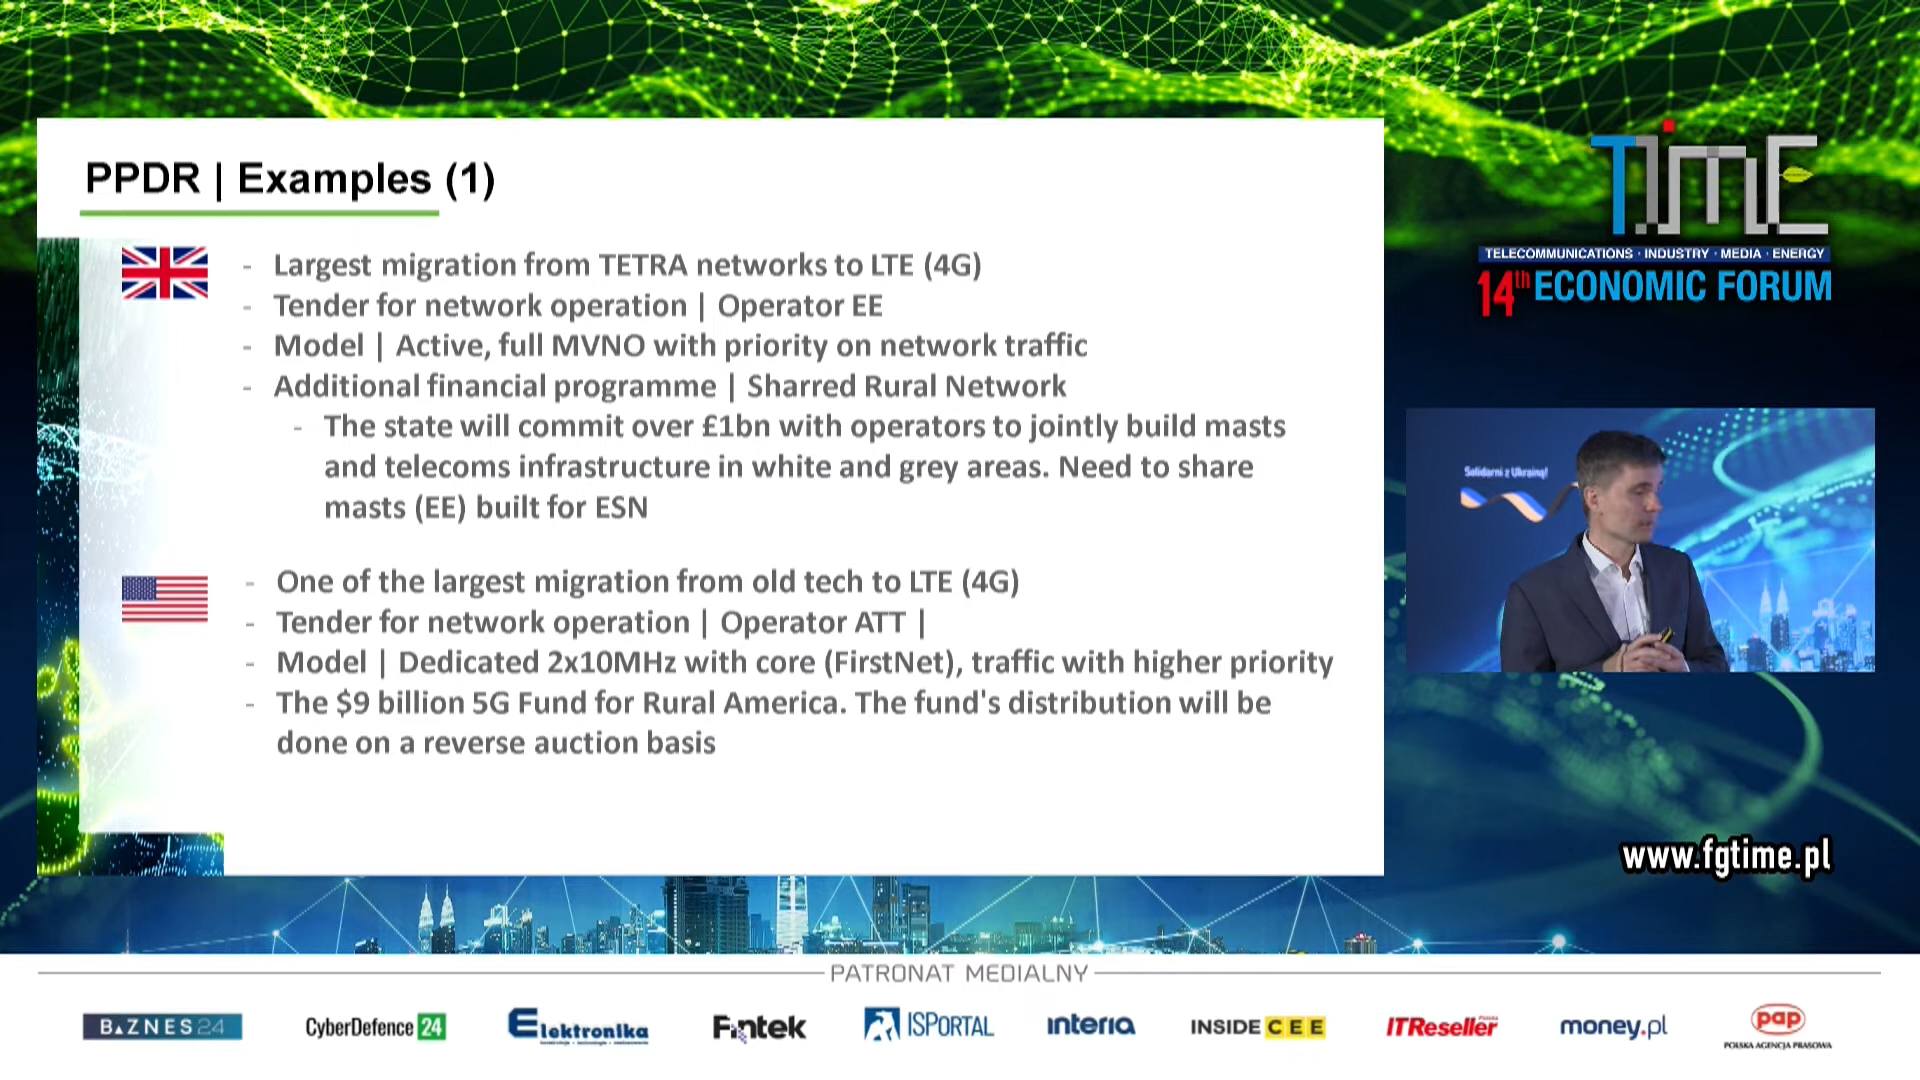 PPDR | Examples (1)
- Largest migration from TETRA networks to LTE (4G)
- Tender for network operation | Operator EE
- Model | Active, full MVNO with priority on network traffic
- Additional financial programme | Sharred Rural Network
- The state will commit over £1bn with operators to jointly build masts
and telecoms infrastructure in white and grey areas. Need to share
masts (EE) built for ESN
- One of the largest migration from old tech to LTE (4G)
- Tender for network operation | Operator ATT |
- Model | Dedicated 2x10MHz with core (FirstNet), traffic with higher priority
- The $9 billion 5G Fund for Rural America. The fund's distribution will be
done on a reverse auction basis
TIME
TELECOMMUNICATIONS · INDUSTRY · MEDIA · ENERGY
14th ECONOMIC FORUM
Solidarni z Ukrainą!
www.fgtime.pl
PATRONAT MEDIALNY
BIZNES24
CyberDefence 24
Elektronika
Fintek
ISPORTAL
interia
INSIDE CEE
ITReseller
money.pl
pap
POLSKA AGENCJA PRASOWA